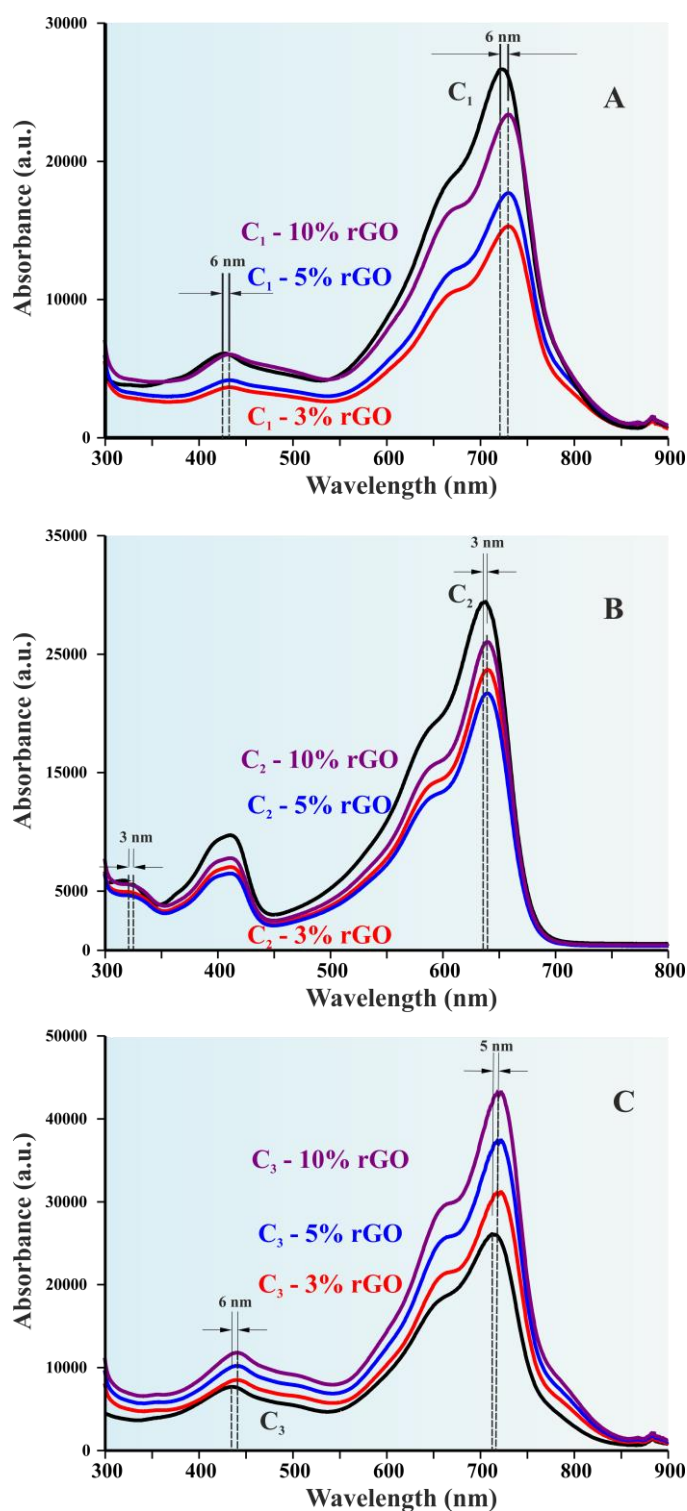 30000
6 nm
C₁
A
20000
Absorbance (a.u.)
C₁ - 10% rGO
6 nm
C₁ - 5% rGO
10000
C₁ - 3% rGO
0
300 400 500 600 700 800 900
Wavelength (nm)
35000
3 nm
C₂
B
25000
Absorbance (a.u.)
C₂ - 10% rGO
15000
C₂ - 5% rGO
3 nm
5000
C₂ - 3% rGO
0
300 400 500 600 700 800
Wavelength (nm)
50000
5 nm
C
40000
C₃ - 10% rGO
Absorbance (a.u.)
30000
C₃ - 5% rGO
C₃ - 3% rGO
20000
6 nm
10000
C₃
0
300 400 500 600 700 800 900
Wavelength (nm)